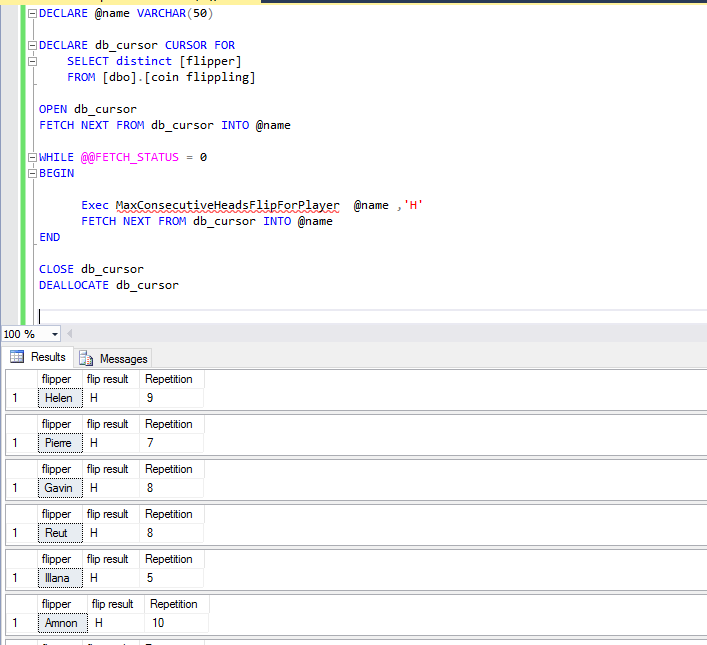 DECLARE @name VARCHAR(50)
DECLARE db_cursor CURSOR FOR
SELECT distinct [flipper]
FROM [dbo].[coin flippling]
OPEN db_cursor
FETCH NEXT FROM db_cursor INTO @name
WHILE @@FETCH_STATUS = 0
BEGIN
Exec MaxConsecutiveHeadsFlipForPlayer @name ,'H'
FETCH NEXT FROM db_cursor INTO @name
END
CLOSE db_cursor
DEALLOCATE db_cursor
100 %
Results Messages
flipper flip result Repetition
1 Helen H 9
flipper flip result Repetition
1 Pierre H 7
flipper flip result Repetition
1 Gavin H 8
flipper flip result Repetition
1 Reut H 8
flipper flip result Repetition
1 Illana H 5
flipper flip result Repetition
1 Amnon H 10